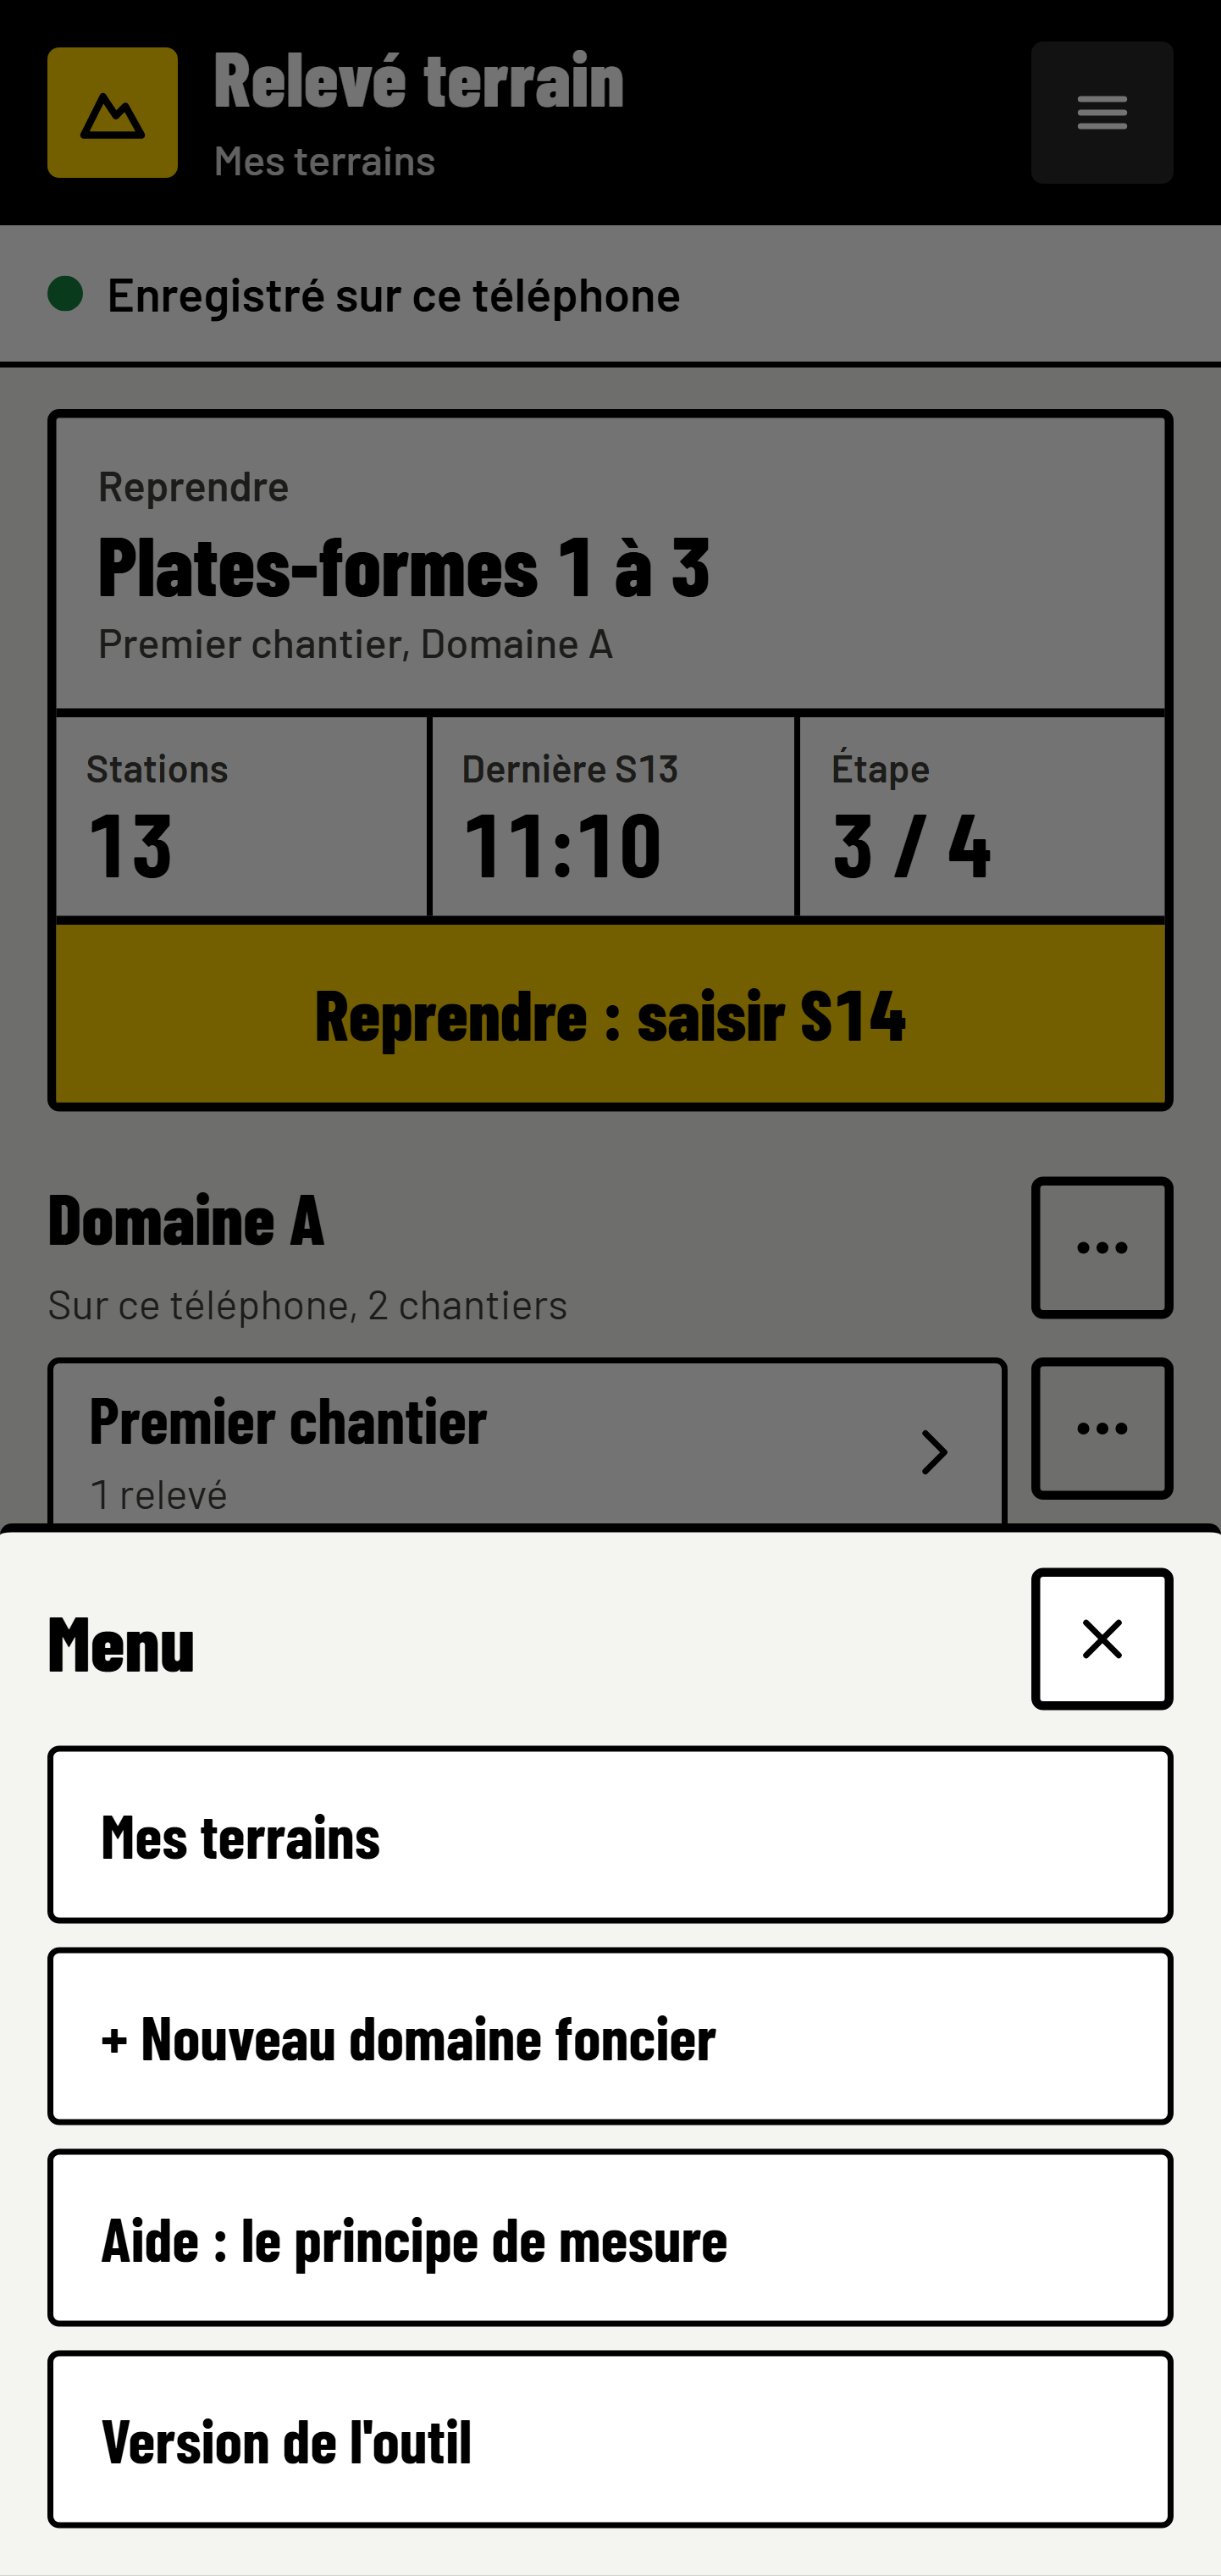 Relevé terrain
Mes terrains
Enregistré sur ce téléphone
Reprendre
Plates-formes 1 à 3
Premier chantier, Domaine A
Stations
13
Dernière S13
11:10
Étape
3 / 4
Reprendre : saisir S14
Domaine A
Sur ce téléphone, 2 chantiers
Premier chantier
1 relevé
Menu
Mes terrains
+ Nouveau domaine foncier
Aide : le principe de mesure
Version de l'outil